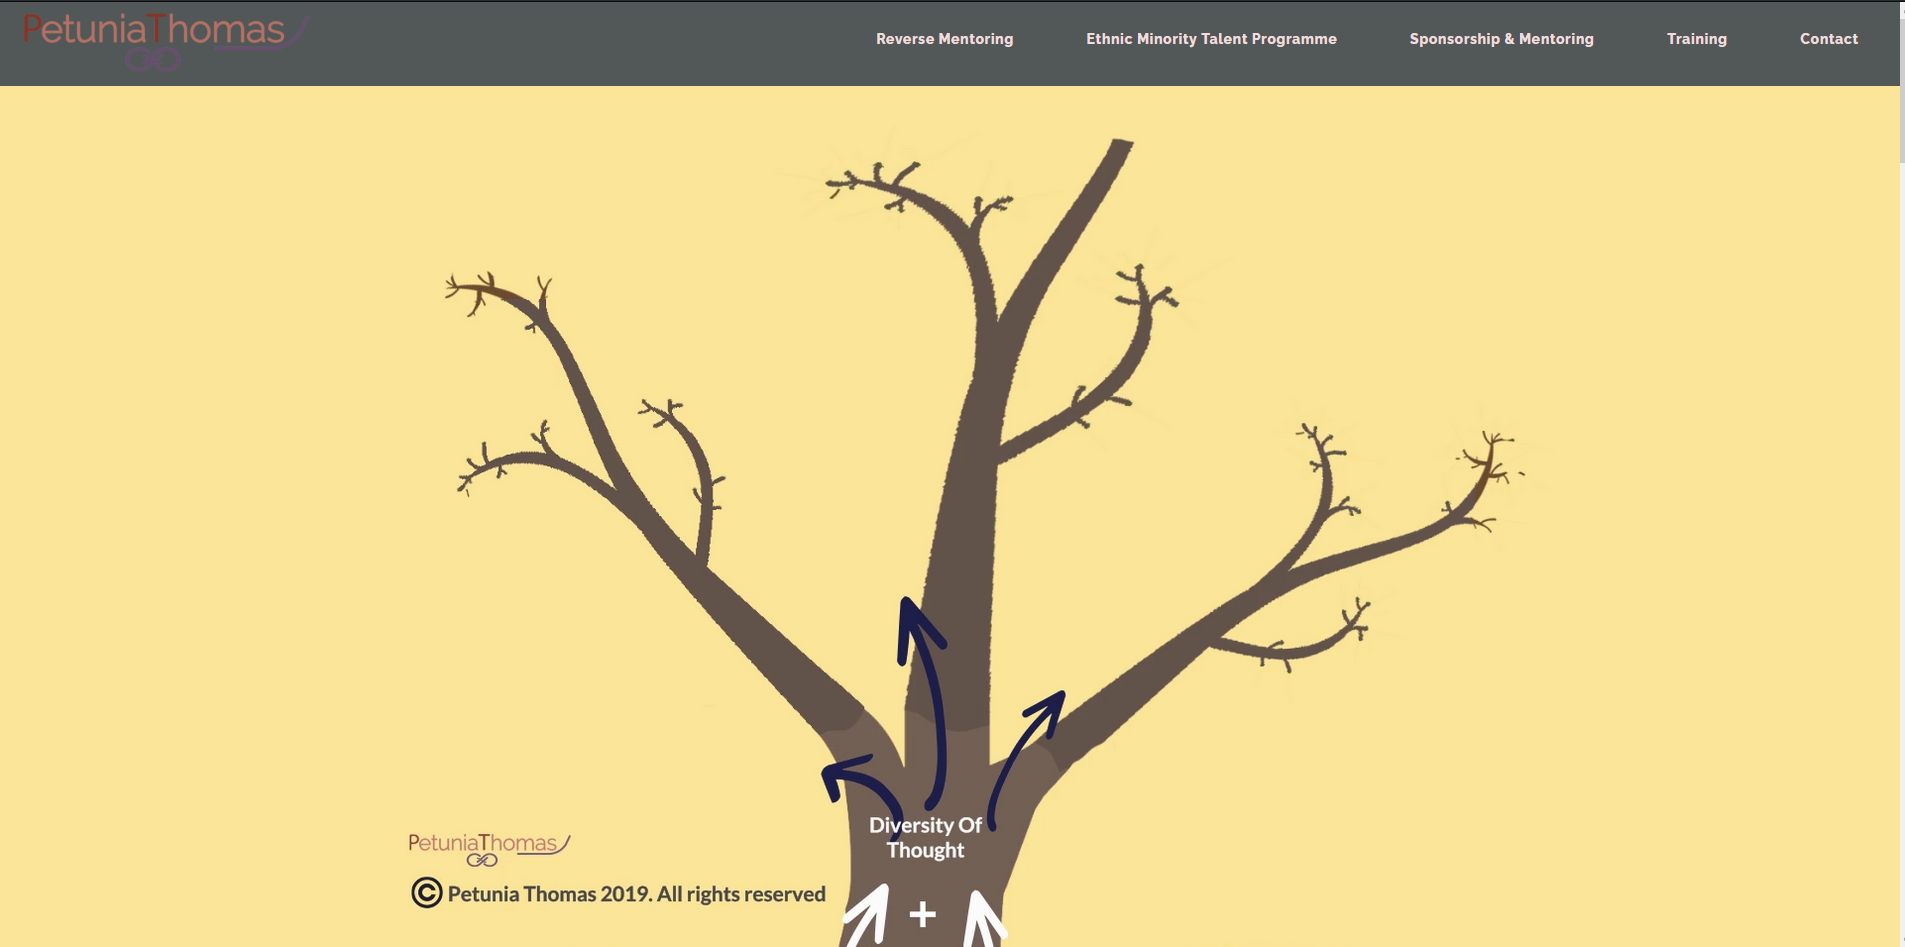 PetuniaThomas
Reverse Mentoring Ethnic Minority Talent Programme Sponsorship & Mentoring Training Contact
Diversity Of
Thought
PetuniaThomas
© Petunia Thomas 2019. All rights reserved
+